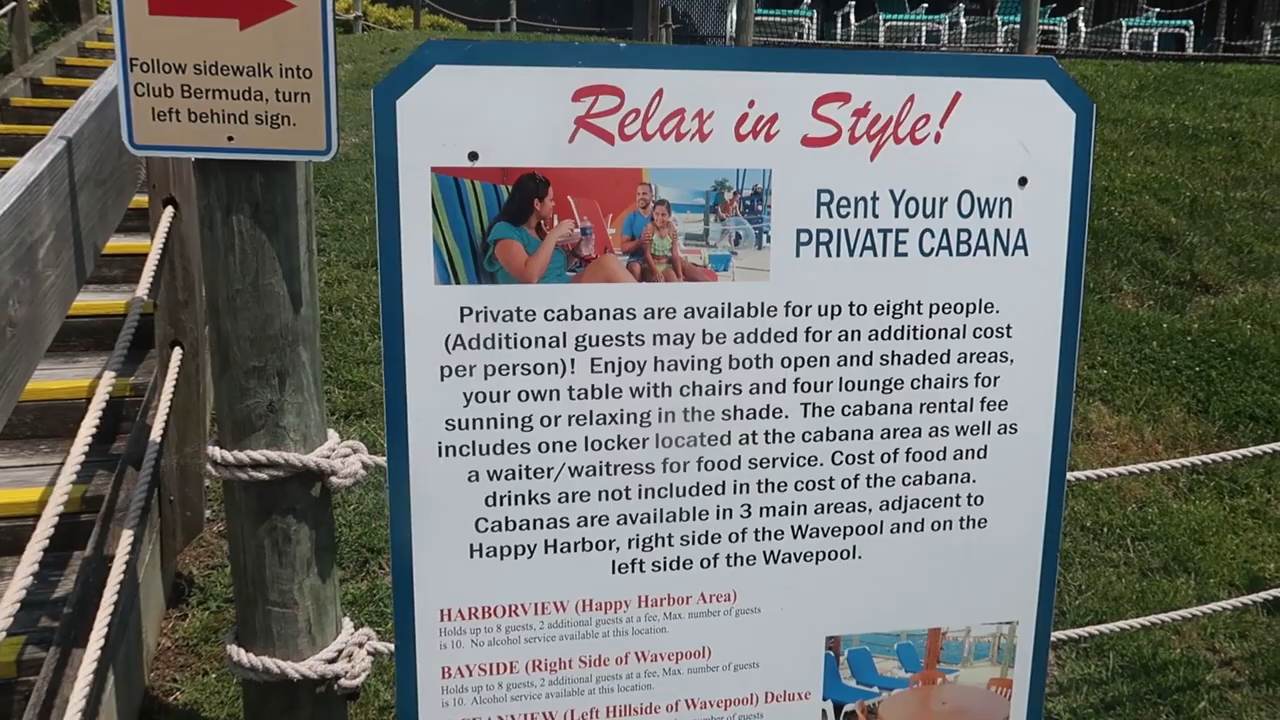 Follow sidewalk into
Club Bermuda, turn
left behind sign.
Relax in Style!
Rent Your Own
PRIVATE CABANA
Private cabanas are available for up to eight people.
(Additional guests may be added for an additional cost
per person)! Enjoy having both open and shaded areas,
your own table with chairs and four lounge chairs for
sunning or relaxing in the shade. The cabana rental fee
includes one locker located at the cabana area as well as
a waiter/waitress for food service. Cost of food and
drinks are not included in the cost of the cabana.
Cabanas are available in 3 main areas, adjacent to
Happy Harbor, right side of the Wavepool and on the
left side of the Wavepool.
HARBORVIEW (Happy Harbor Area)
Holds up to 8 guests, 2 additional guests at a fee, Max. number of guests
is 10. No alcohol service available at this location.
BAYSIDE (Right Side of Wavepool)
Holds up to 8 guests, 2 additional guests at a fee, Max. number of guests
is 10. Alcohol service available at this location.
(Left Hillside of Wavepool) Deluxe
number of guests